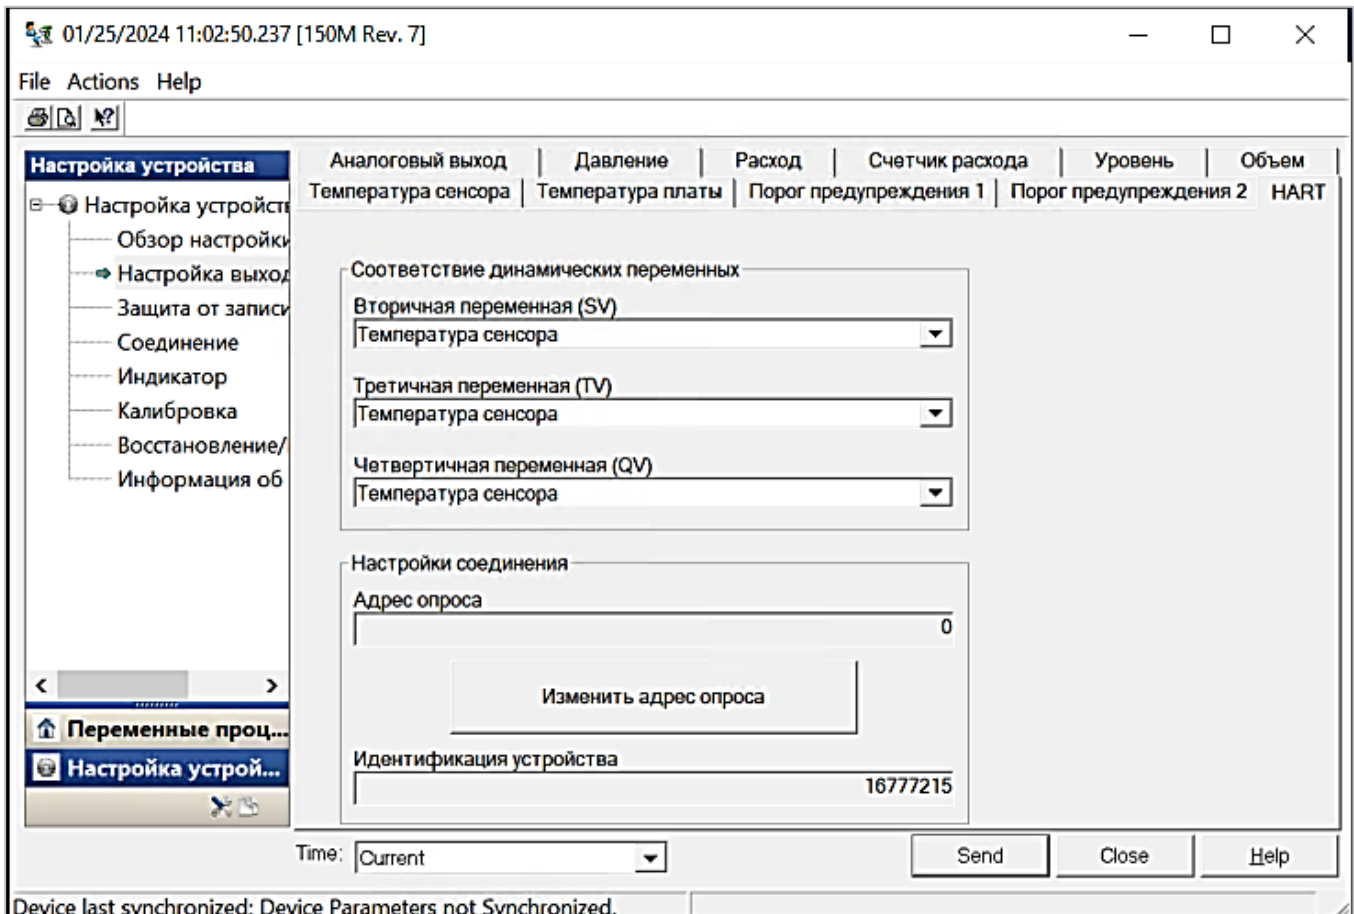 01/25/2024 11:02:50.237 [150M Rev. 7]
File Actions Help
Настройка устройства
Настройка устройств
Обзор настройки
Настройка выход
Защита от записи
Соединение
Индикатор
Калибровка
Восстановление/
Информация об
Переменные проц...
Настройка устрой...
Аналоговый выход Давление Расход Счетчик расхода Уровень Объем
Температура сенсора Температура платы Порог предупреждения 1 Порог предупреждения 2 HART
Соответствие динамических переменных
Вторичная переменная (SV)
Температура сенсора
Третичная переменная (TV)
Температура сенсора
Четвертичная переменная (QV)
Температура сенсора
Настройки соединения
Адрес опроса
0
Изменить адрес опроса
Идентификация устройства
16777215
Time: Current Send Close Help
Device last synchronized: Device Parameters not Synchronized.